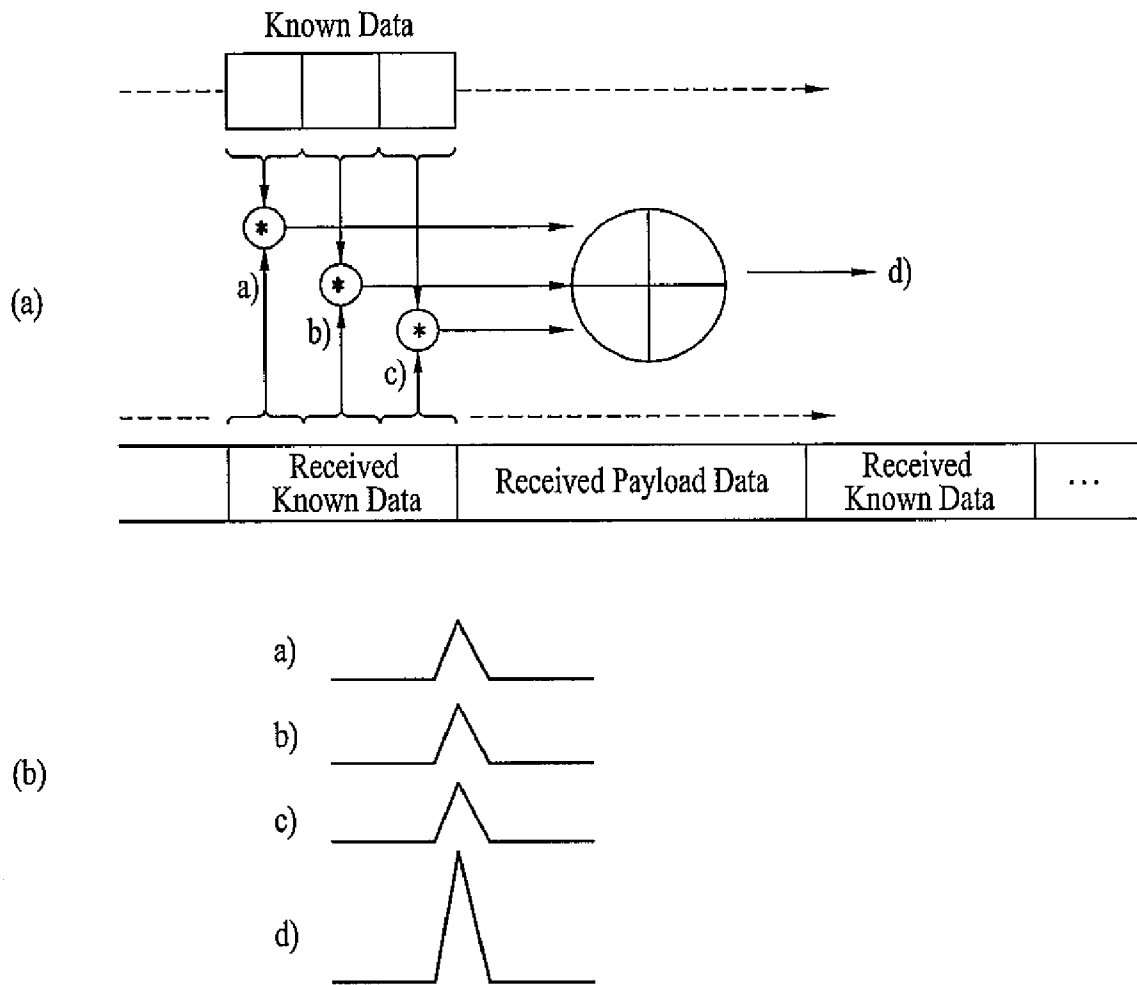 Known Data
*
a)
*
b)
*
c)
d)
(a)
Received
Known Data
Received Payload Data
Received
Known Data
...
a)
b)
c)
d)
(b)